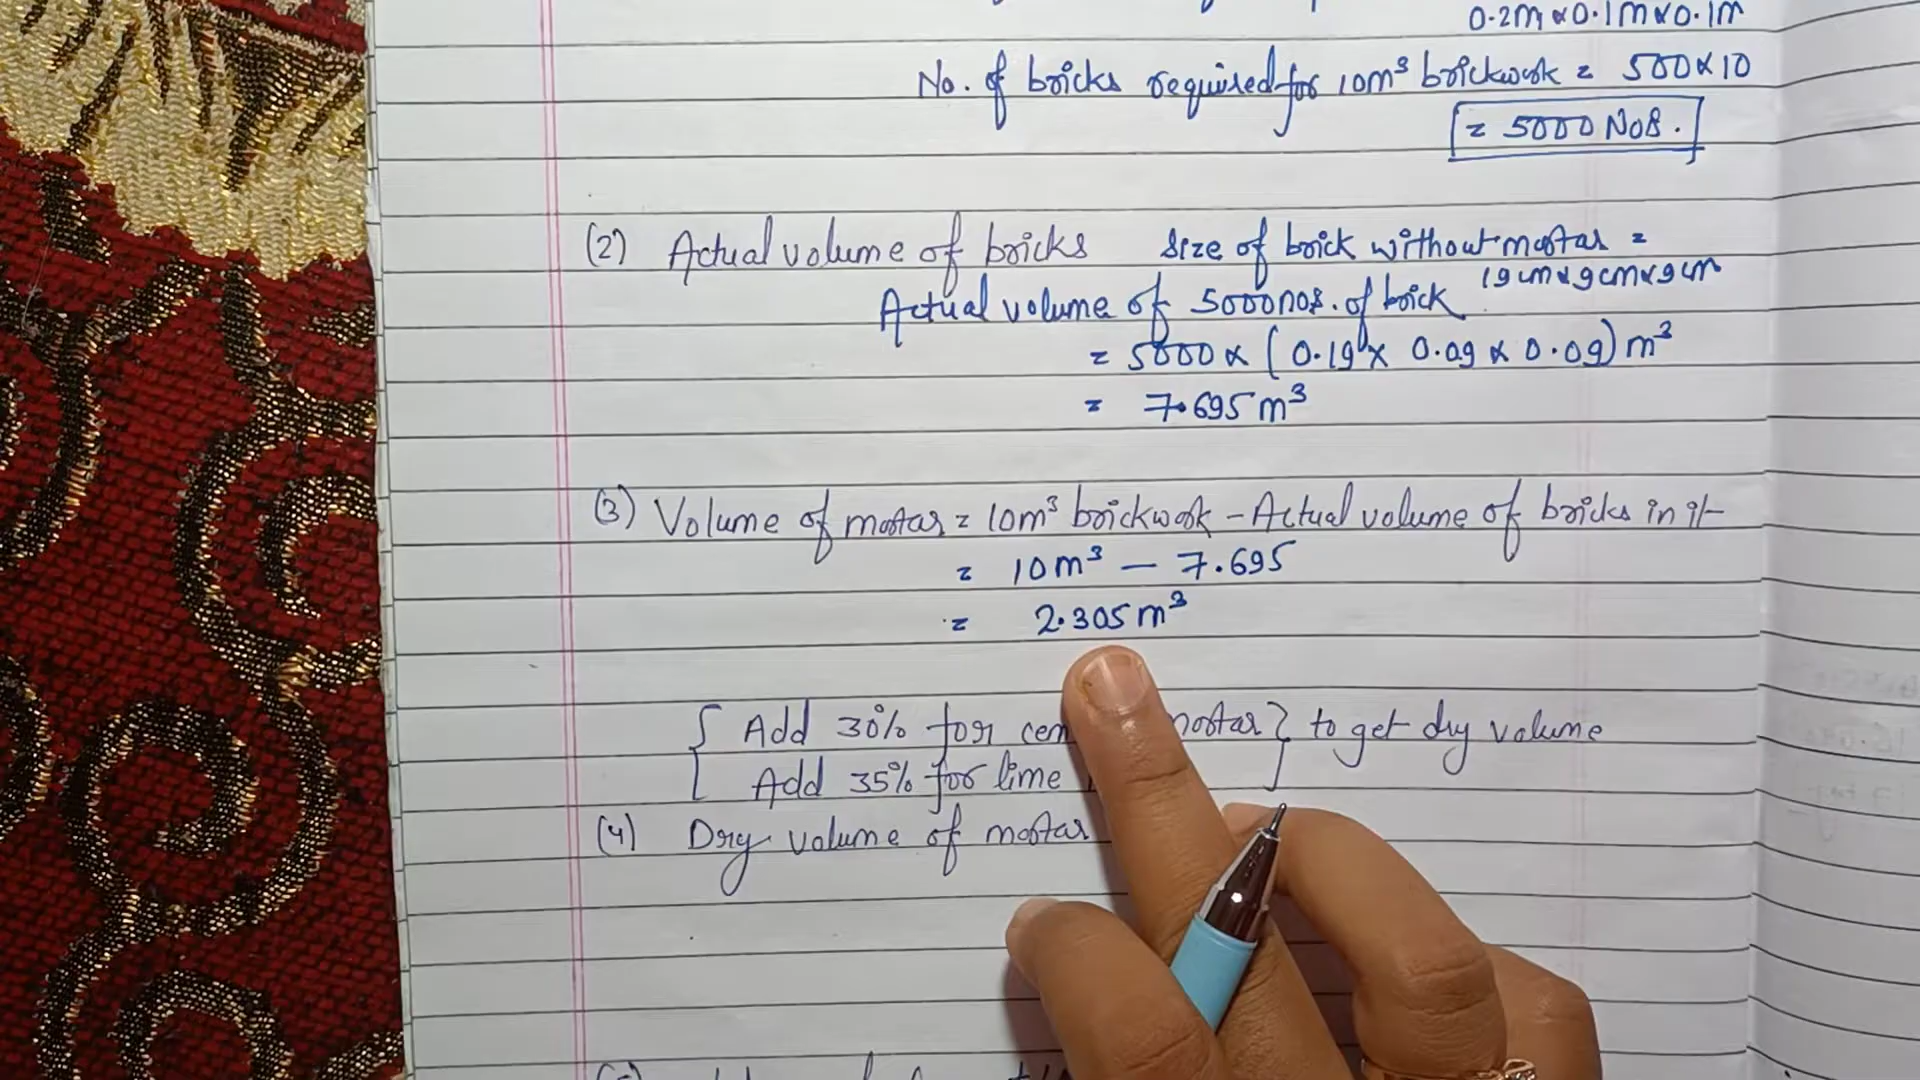 0.2m x 0.1m x 0.1m
No. of bricks required for 10m³ brickwork = 500x10
= 5000 Nos.
(2) Actual volume of bricks Size of brick without mortar =
19cm x 9cm x 9cm
Actual volume of 5000nos. of brick
= 5000 x (0.19 x 0.09 x 0.09) m³
= 7.695 m³
(3) Volume of mortar = 10m³ brickwork - Actual volume of bricks in it
= 10m³ - 7.695
= 2.305 m³
{ Add 30% for cem mortar } to get dry volume
Add 35% for lime
(4) Dry volume of mortar